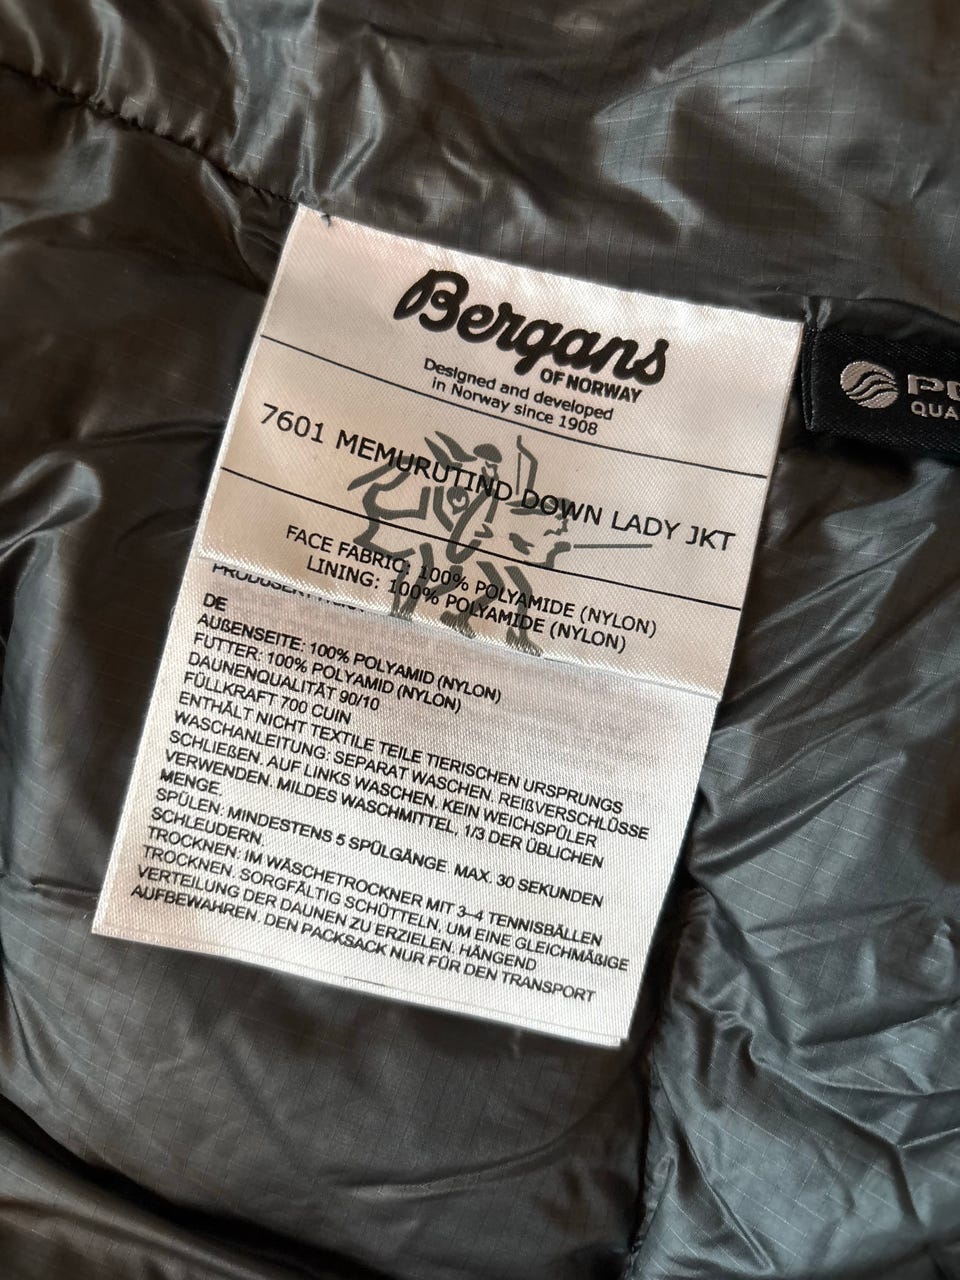 Bergans
OF NORWAY
Designed and developed
in Norway since 1908
7601 MEMURUTIND DOWN LADY JKT
FACE FABRIC: 100% POLYAMIDE (NYLON)
LINING: 100% POLYAMIDE (NYLON)
DE
AUßENSEITE: 100% POLYAMID (NYLON)
FUTTER: 100% POLYAMID (NYLON)
DAUNENQUALITÄT 90/10
FÜLLKRAFT 700 CUIN
ENTHÄLT NICHT TEXTILE TEILE TIERISCHEN URSPRUNGS
WASCHANLEITUNG: SEPARAT WASCHEN. REIßVERSCHLÜSSE
SCHLIEßEN. AUF LINKS WASCHEN. KEIN WEICHSPÜLER
VERWENDEN. MILDES WASCHMITTEL, 1/3 DER ÜBLICHEN
MENGE.
SPÜLEN: MINDESTENS 5 SPÜLGÄNGE. MAX. 30 SEKUNDEN
SCHLEUDERN.
TROCKNEN: IM WÄSCHETROCKNER MIT 3–4 TENNISBÄLLEN
TROCKNEN. SORGFÄLTIG SCHÜTTELN, UM EINE GLEICHMÄßIGE
VERTEILUNG DER DAUNEN ZU ERZIELEN. HÄNGEND
AUFBEWAHREN. DEN PACKSACK NUR FÜR DEN TRANSPORT